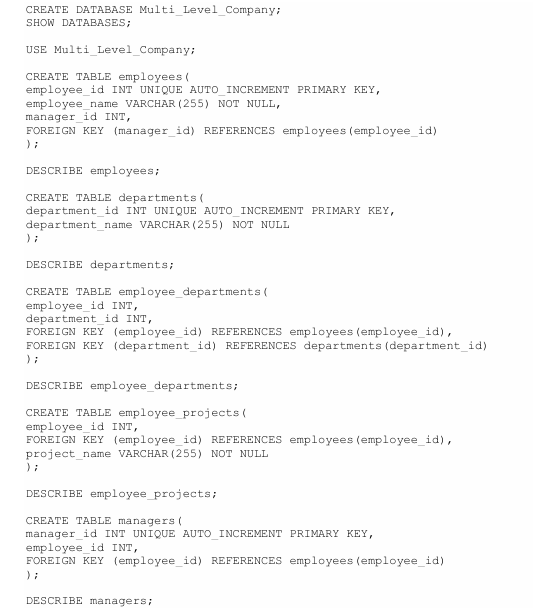 CREATE DATABASE Multi_Level_Company;
SHOW DATABASES;
USE Multi_Level_Company;
CREATE TABLE employees(
employee_id INT UNIQUE AUTO_INCREMENT PRIMARY KEY,
employee_name VARCHAR(255) NOT NULL,
manager_id INT,
FOREIGN KEY (manager_id) REFERENCES employees(employee_id)
);
DESCRIBE employees;
CREATE TABLE departments(
department_id INT UNIQUE AUTO_INCREMENT PRIMARY KEY,
department_name VARCHAR(255) NOT NULL
);
DESCRIBE departments;
CREATE TABLE employee_departments(
employee_id INT,
department_id INT,
FOREIGN KEY (employee_id) REFERENCES employees(employee_id),
FOREIGN KEY (department_id) REFERENCES departments(department_id)
);
DESCRIBE employee_departments;
CREATE TABLE employee_projects(
employee_id INT,
FOREIGN KEY (employee_id) REFERENCES employees(employee_id),
project_name VARCHAR(255) NOT NULL
);
DESCRIBE employee_projects;
CREATE TABLE managers(
manager_id INT UNIQUE AUTO_INCREMENT PRIMARY KEY,
employee_id INT,
FOREIGN KEY (employee_id) REFERENCES employees(employee_id)
);
DESCRIBE managers;